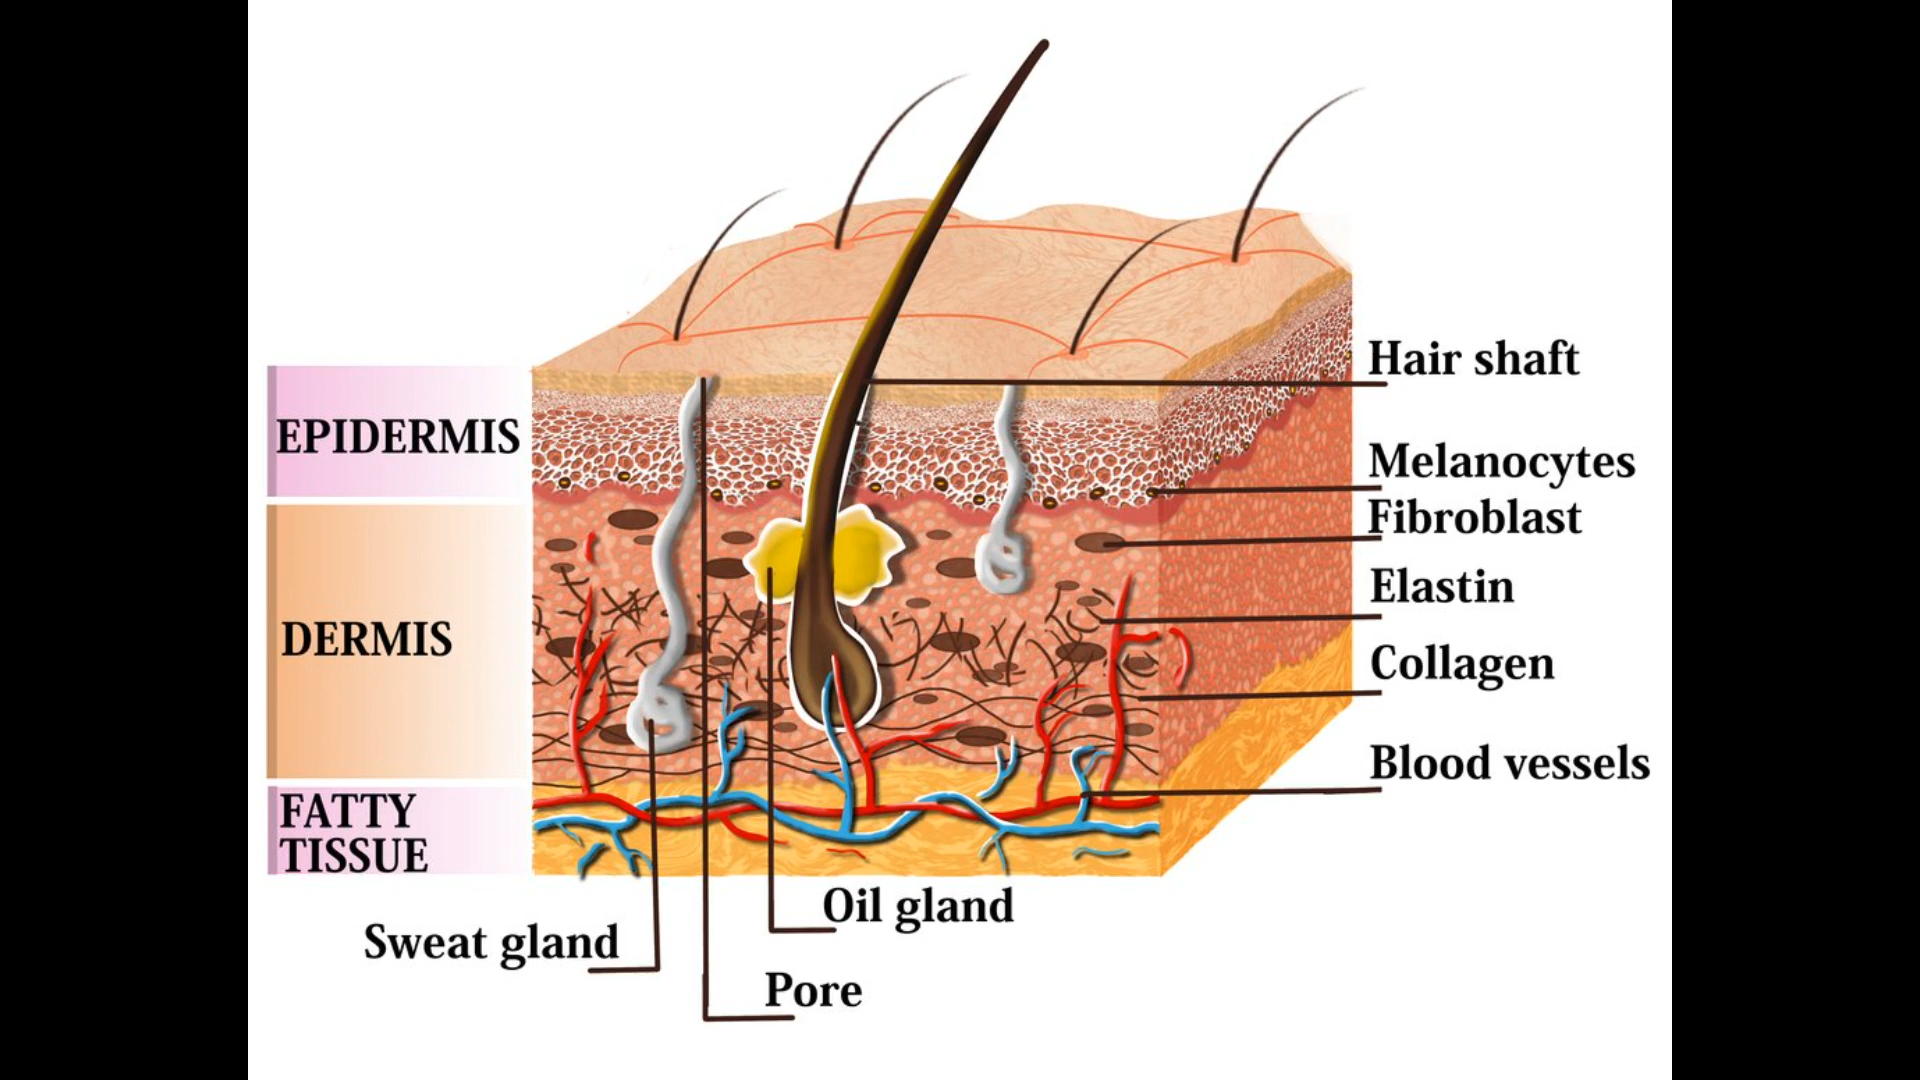 Hair shaft
EPIDERMIS
Melanocytes
Fibroblast
Elastin
DERMIS
Collagen
Blood vessels
FATTY
TISSUE
Oil gland
Sweat gland
Pore